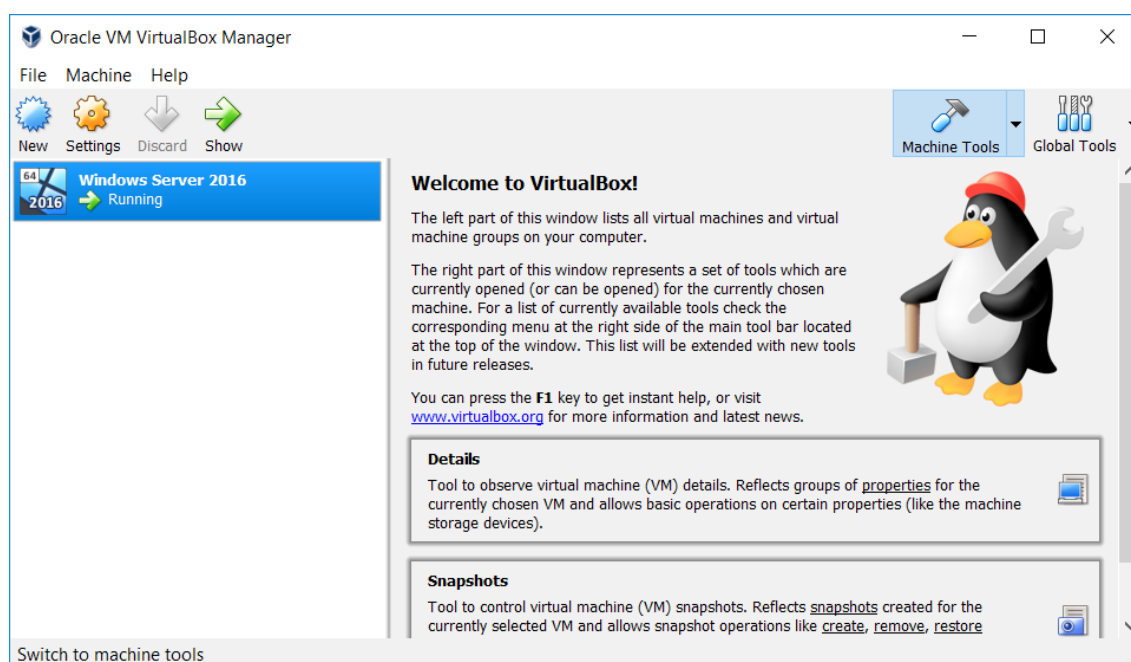 Oracle VM VirtualBox Manager
File Machine Help
New Settings Discard Show
Machine Tools Global Tools
64
2016
Windows Server 2016
Running
Welcome to VirtualBox!
The left part of this window lists all virtual machines and virtual
machine groups on your computer.
The right part of this window represents a set of tools which are
currently opened (or can be opened) for the currently chosen
machine. For a list of currently available tools check the
corresponding menu at the right side of the main tool bar located
at the top of the window. This list will be extended with new tools
in future releases.
You can press the F1 key to get instant help, or visit
www.virtualbox.org for more information and latest news.
Details
Tool to observe virtual machine (VM) details. Reflects groups of properties for the
currently chosen VM and allows basic operations on certain properties (like the machine
storage devices).
Snapshots
Tool to control virtual machine (VM) snapshots. Reflects snapshots created for the
currently selected VM and allows snapshot operations like create, remove, restore
Switch to machine tools